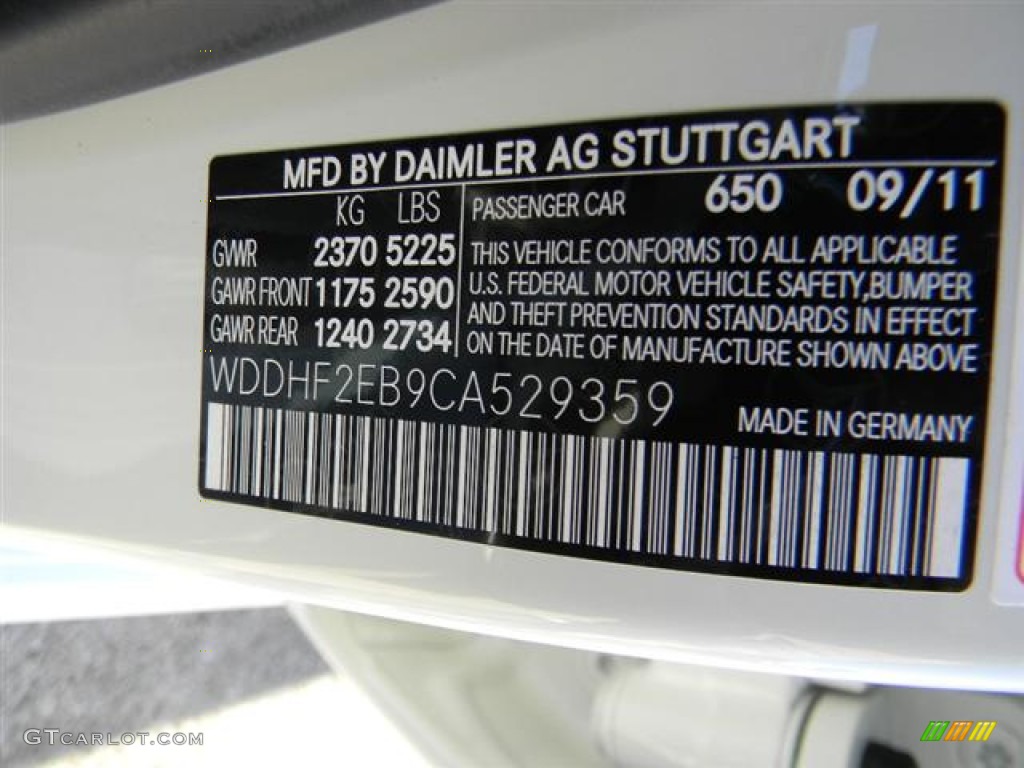 MFD BY DAIMLER AG STUTTGART
KG LBS
PASSENGER CAR 650 09/11
GVWR 2370 5225
GAWR FRONT 1175 2590
GAWR REAR 1240 2734
THIS VEHICLE CONFORMS TO ALL APPLICABLE
U.S. FEDERAL MOTOR VEHICLE SAFETY, BUMPER
AND THEFT PREVENTION STANDARDS IN EFFECT
ON THE DATE OF MANUFACTURE SHOWN ABOVE
WDDHF2EB9CA529359
MADE IN GERMANY
GTCARLOT.COM